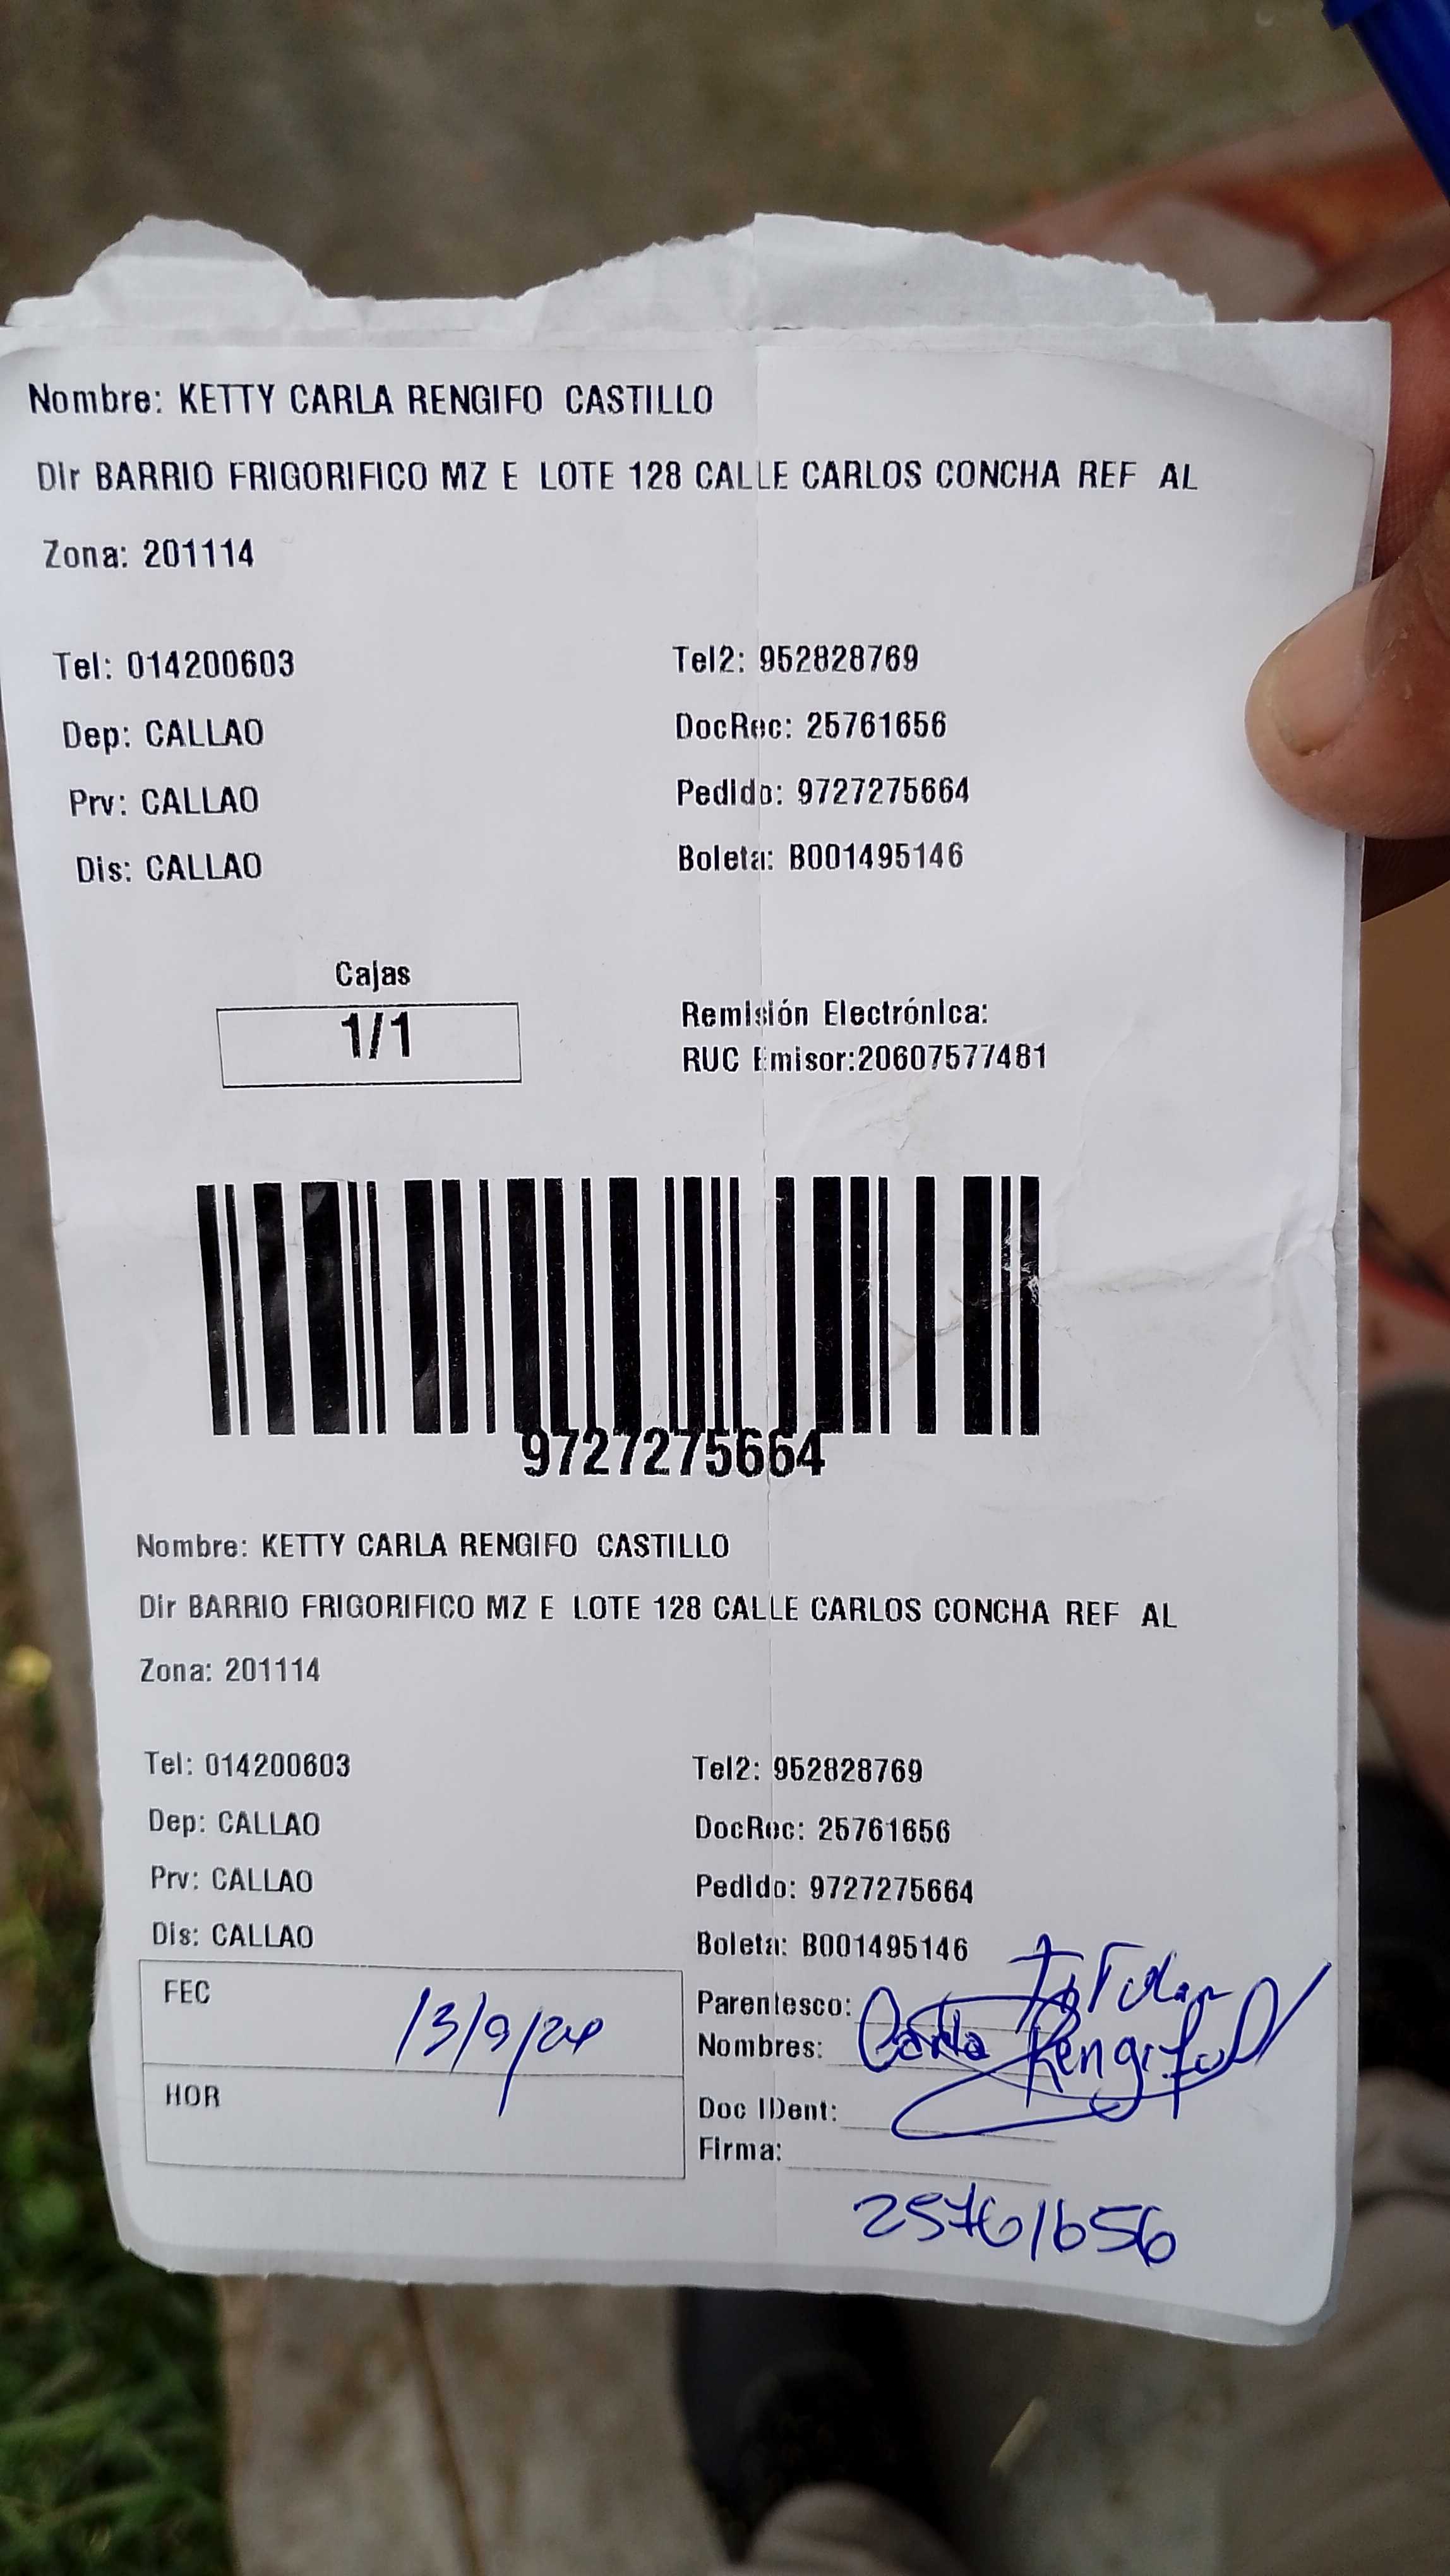 Nombre: KETTY CARLA RENGIFO CASTILLO
Dir BARRIO FRIGORIFICO MZ E LOTE 128 CALLE CARLOS CONCHA REF AL
Zona: 201114
Tel: 014200603 Tel2: 952828769
Dep: CALLAO DocRec: 25761656
Prv: CALLAO Pedido: 9727275664
Dis: CALLAO Boleta: B001495146
Cajas
1/1
Remisión Electrónica:
RUC Emisor:20607577481
9727275664
Nombre: KETTY CARLA RENGIFO CASTILLO
Dir BARRIO FRIGORIFICO MZ E LOTE 128 CALLE CARLOS CONCHA REF AL
Zona: 201114
Tel: 014200603 Tel2: 952828769
Dep: CALLAO DocRec: 25761656
Prv: CALLAO Pedido: 9727275664
Dis: CALLAO Boleta: B001495146
FEC 13/9/24
HOR
Parentesco: Titular
Nombres: Carla Rengifo
Doc IDent:
Firma:
25761656